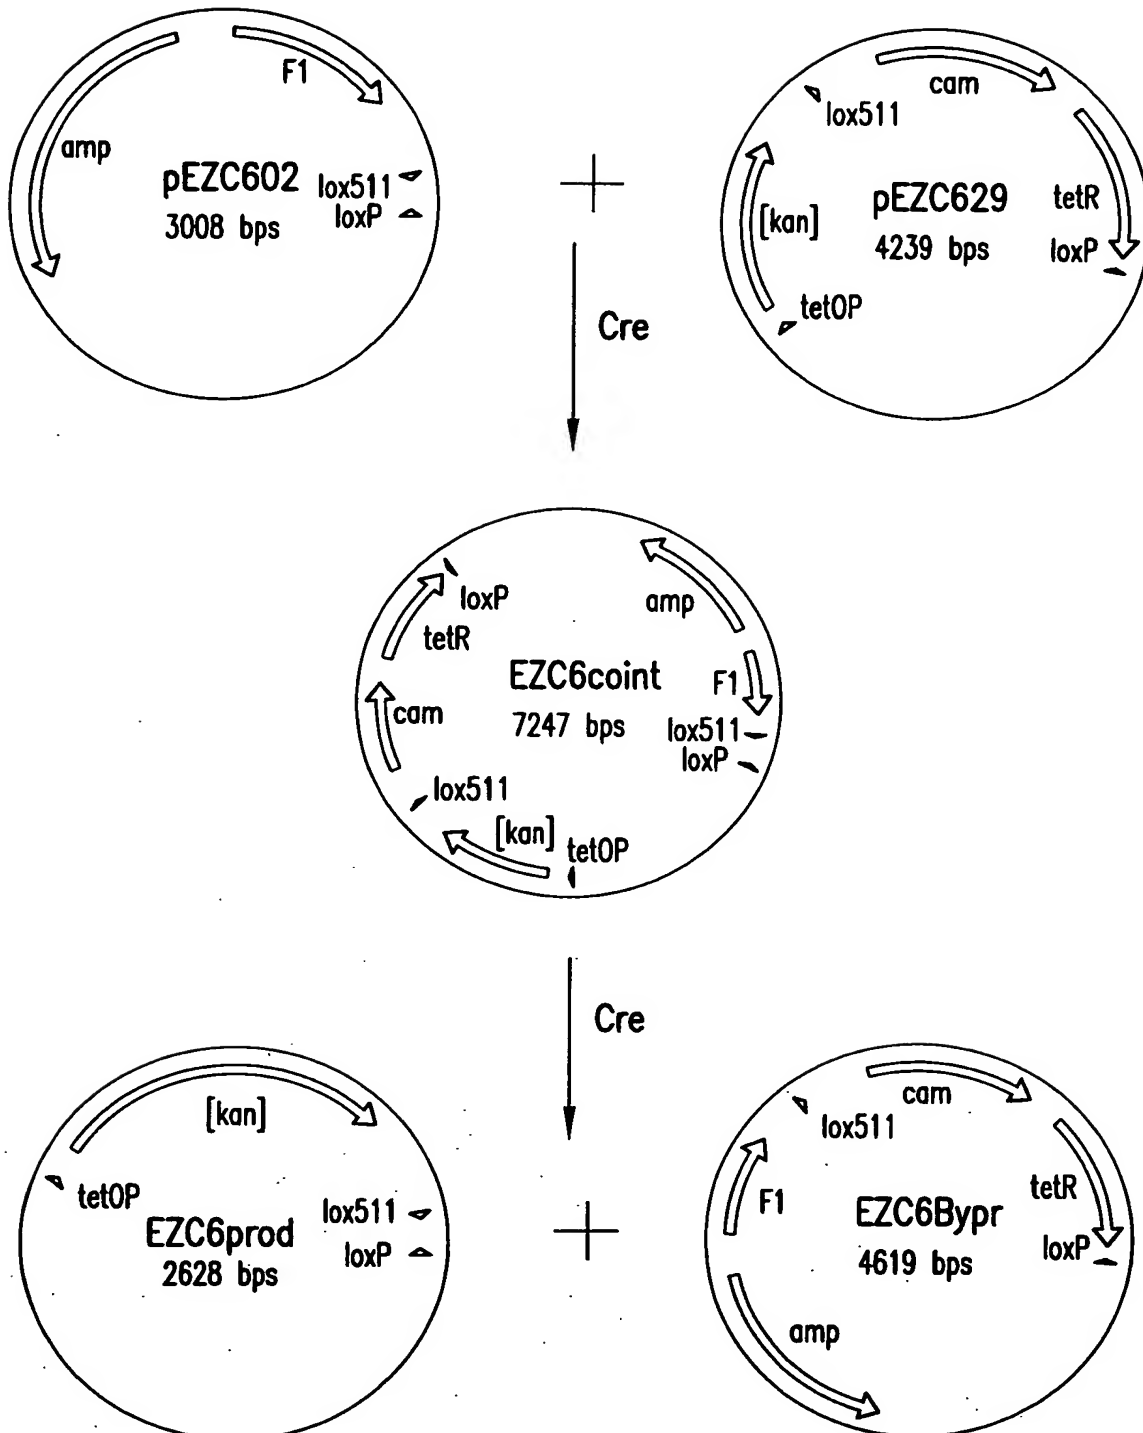 F1
amp
pEZC602
3008 bps
lox511
loxP
+
cam
lox511
[kan]
pEZC629
4239 bps
tetR
loxP
tetOP
Cre
loxP
tetR
amp
EZC6coint
7247 bps
F1
cam
lox511
loxP
lox511
[kan]
tetOP
Cre
[kan]
tetOP
EZC6prod
2628 bps
lox511
loxP
+
cam
lox511
F1
EZC6Bypr
4619 bps
tetR
loxP
amp